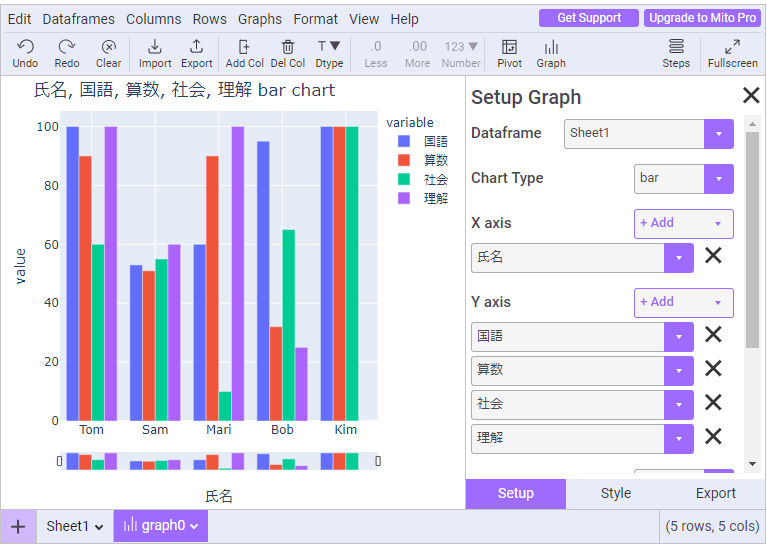 Edit Dataframes Columns Rows Graphs Format View Help Get Support Upgrade to Mito Pro
.0 .00 123
Undo Redo Clear Import Export Add Col Del Col Dtype Less More Number Pivot Graph Steps Fullscreen
氏名, 国語, 算数, 社会, 理解 bar chart
variable
国語
算数
社会
理解
100
80
60
40
20
0
value
Tom Sam Mari Bob Kim
氏名
Setup Graph
Dataframe Sheet1
Chart Type bar
X axis + Add
氏名
Y axis + Add
国語
算数
社会
理解
Setup Style Export
+ Sheet1 graph0 (5 rows, 5 cols)